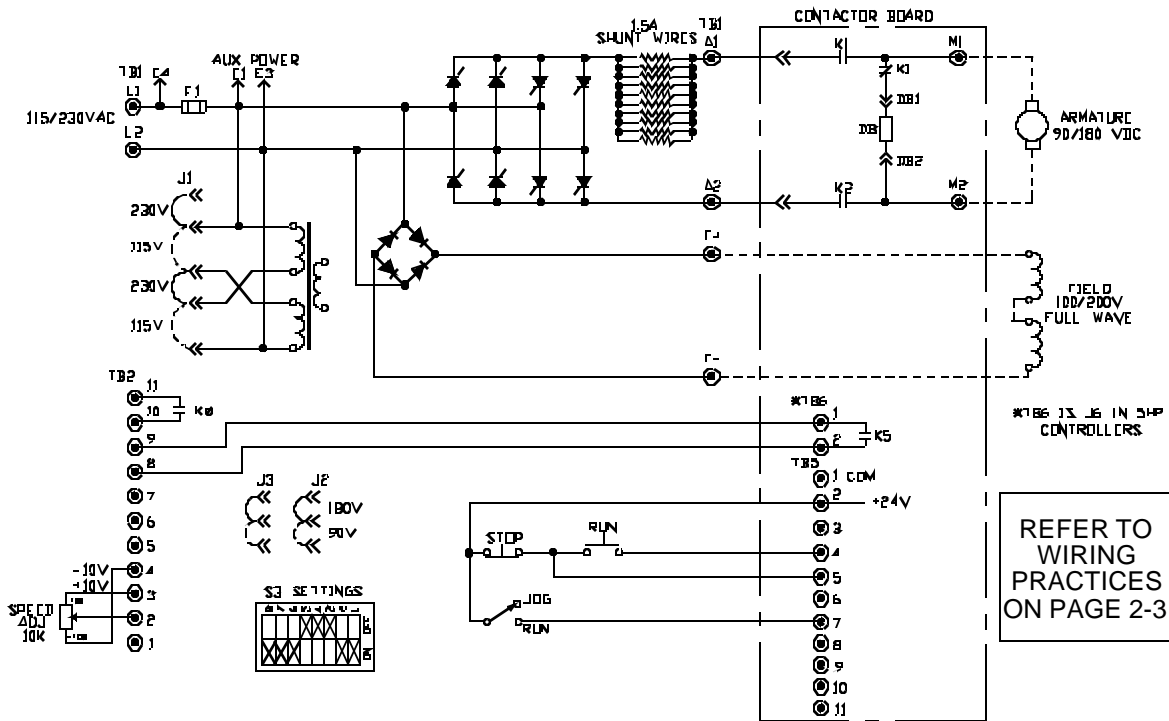 CONTACTOR BOARD
1.5A
SHUNT WIRES
TB1
A1
K1
M1
AUX POWER
E1 E3
TB1 E4
L1
F1
115/230VAC
L2
K1
DB1
DB
DB2
ARMATURE
90/180 VDC
A2
K2
M2
J1
230V
115V
230V
115V
F+
FIELD
100/200V
FULL WAVE
F-
TB2
11
10
K0
9
8
7
6
5
4
3
2
1
*TB6
1
2
K5
*TB6 IS J6 IN 5HP
CONTROLLERS
TB5
1 COM
2
+24V
3
4
5
6
7
8
9
10
11
J3
J2
180V
90V
STOP
RUN
JOG
RUN
-10V
+10V
SPEED
ADJ
10K
S3 SETTINGS
OFF
ON
REFER TO
WIRING
PRACTICES
ON PAGE 2-3